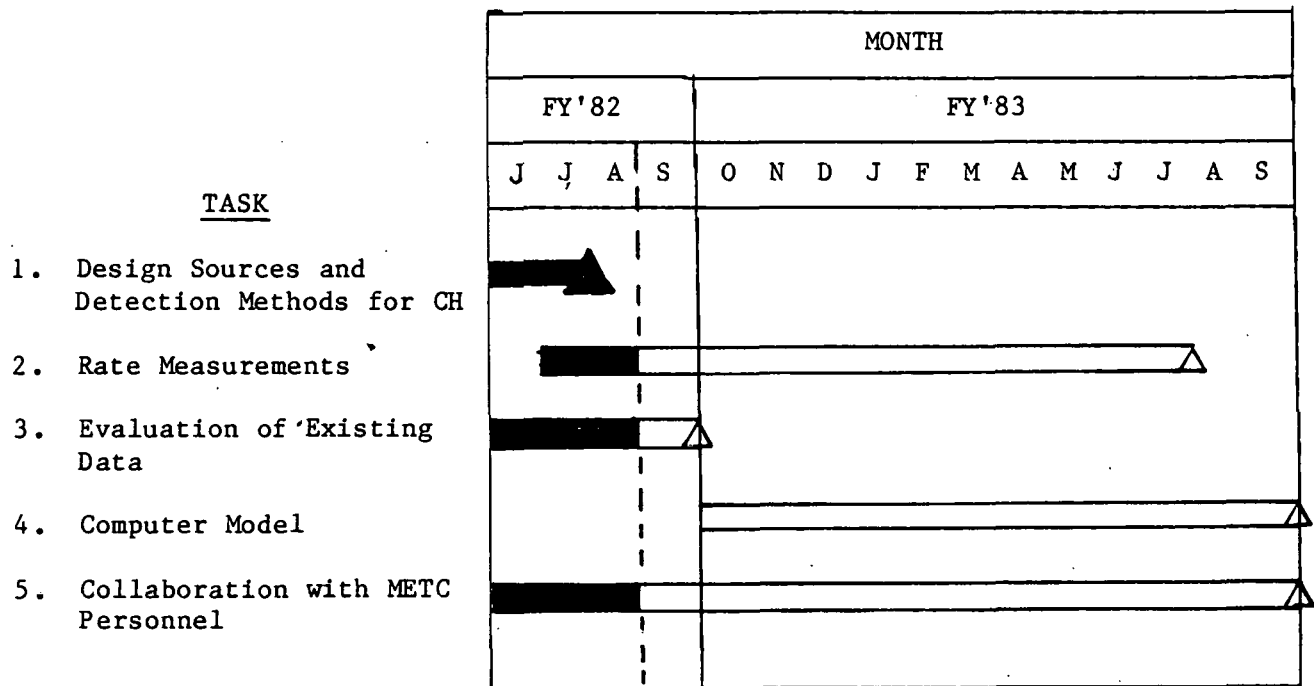 MONTH
FY'82 FY'83
J J A S O N D J F M A M J J A S
TASK
1. Design Sources and
Detection Methods for CH
2. Rate Measurements
3. Evaluation of Existing
Data
4. Computer Model
5. Collaboration with METC
Personnel